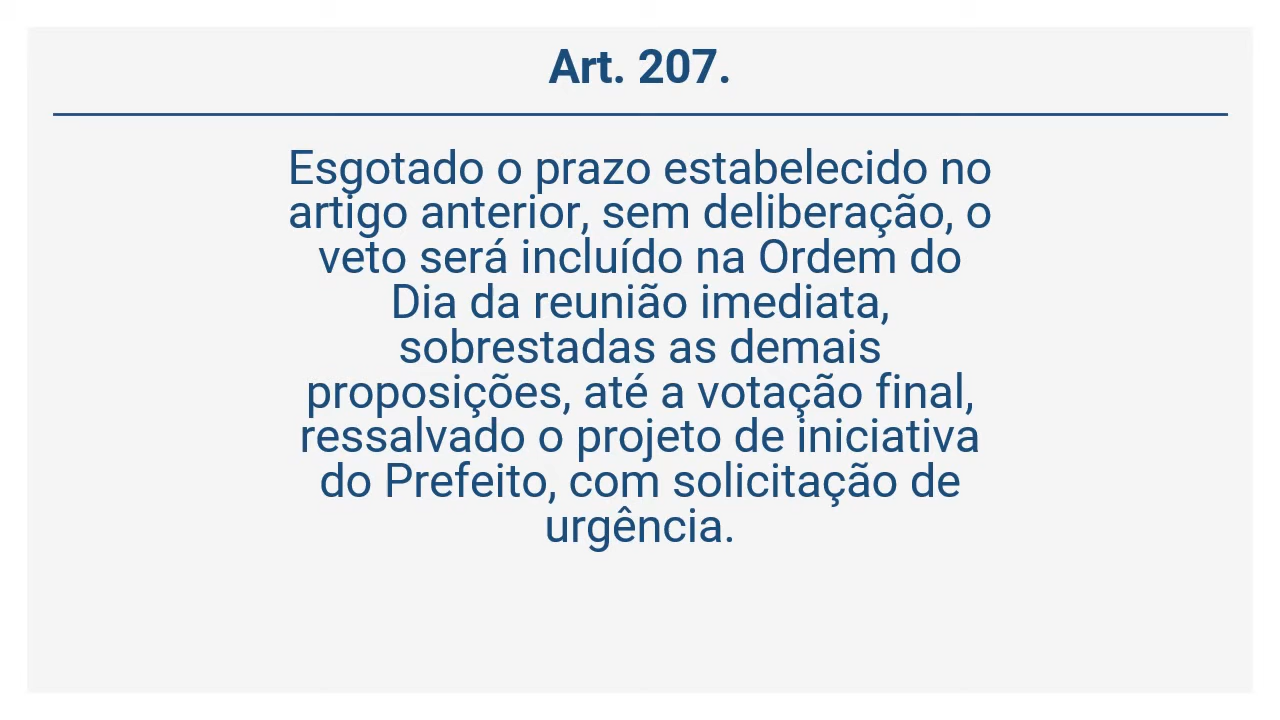 Art. 207.
Esgotado o prazo estabelecido no
artigo anterior, sem deliberação, o
veto será incluído na Ordem do
Dia da reunião imediata,
sobrestadas as demais
proposições, até a votação final,
ressalvado o projeto de iniciativa
do Prefeito, com solicitação de
urgência.